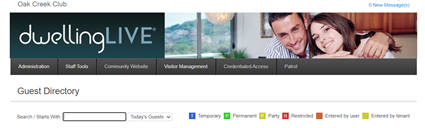 Oak Creek Club
0 New Message(s)
dwellingLIVE®
Administration Staff Tools Community Website Visitor Management Credentialed Access Patrol
Guest Directory
Search / Starts With Today's Guests T Temporary P Permanent P Party R Restricted Entered by user Entered by tenant